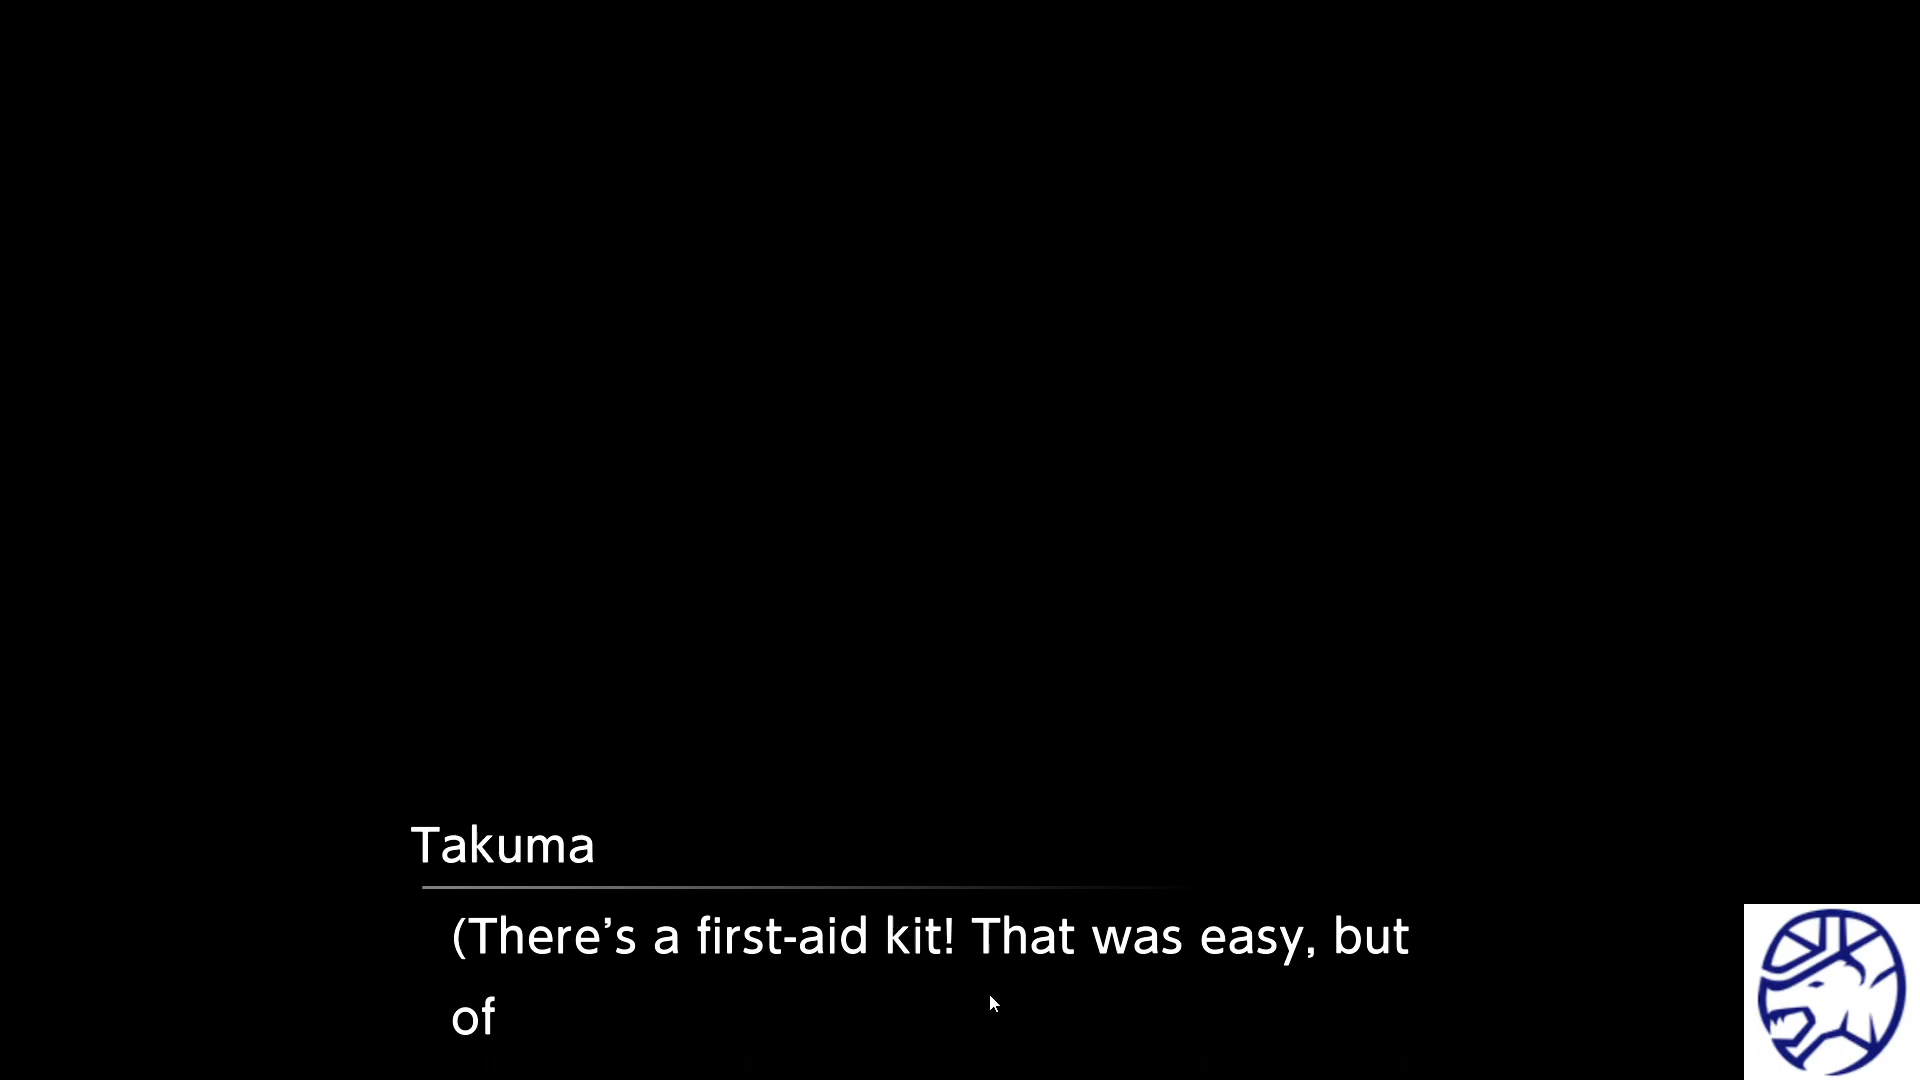 Takuma
(There’s a first-aid kit! That was easy, but
of